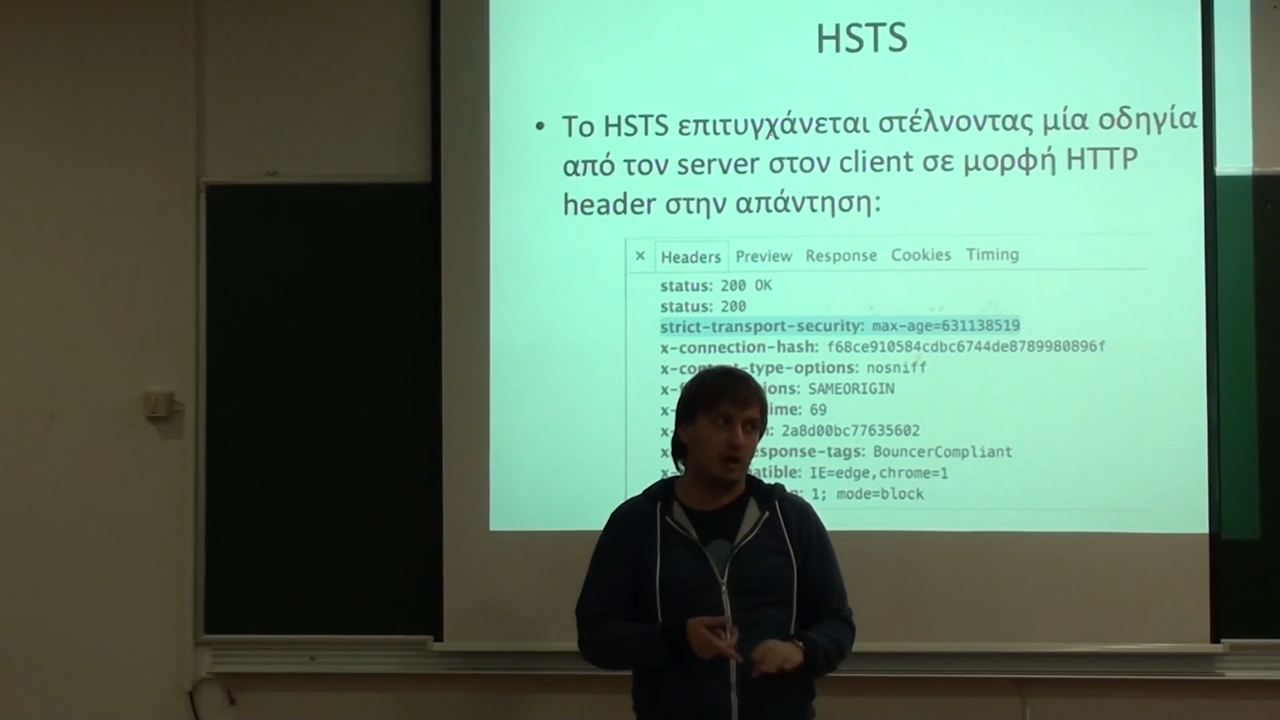 HSTS
• Το HSTS επιτυγχάνεται στέλνοντας μία οδηγία
από τον server στον client σε μορφή HTTP
header στην απάντηση:
× Headers Preview Response Cookies Timing
status: 200 OK
status: 200
strict-transport-security: max-age=631138519
x-connection-hash: f68ce910584cdbc6744de8789980896f
-type-options: nosniff
SAMEORIGIN
69
2a8d00bc77635602
BouncerCompliant
IE=edge,chrome=1
1; mode=block